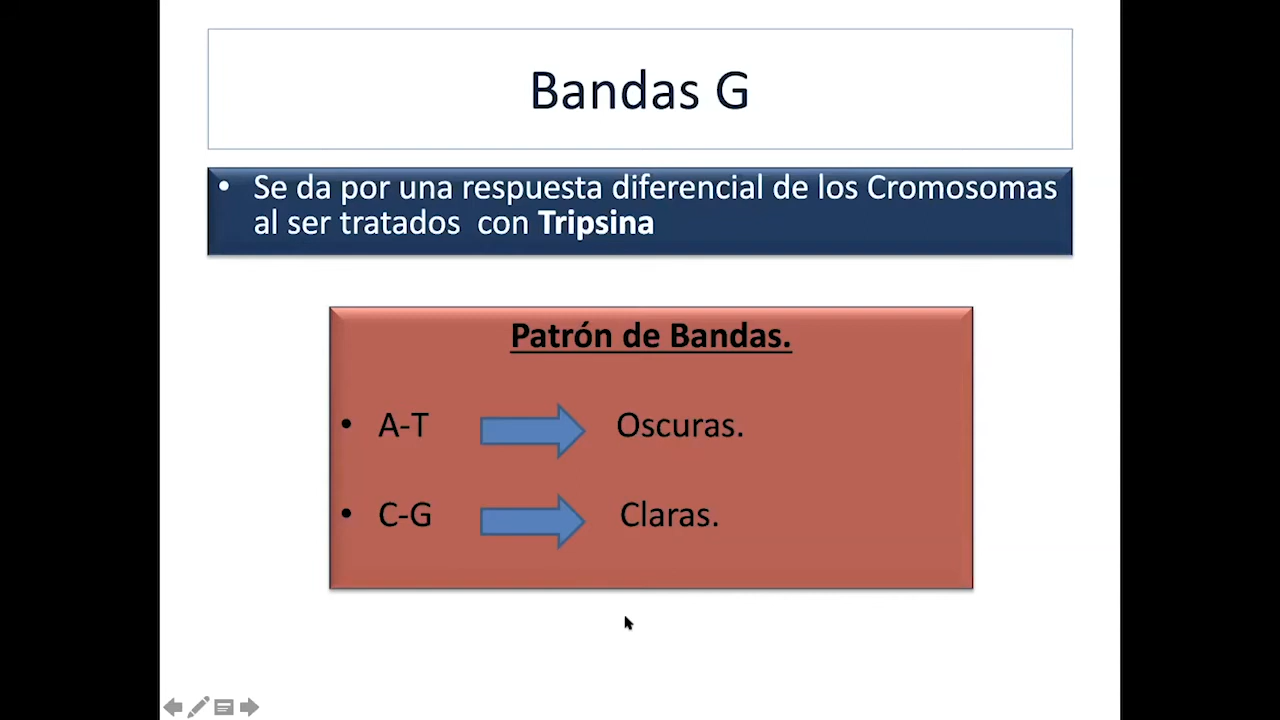 Bandas G
• Se da por una respuesta diferencial de los Cromosomas
al ser tratados con Tripsina
Patrón de Bandas.
• A-T Oscuras.
• C-G Claras.